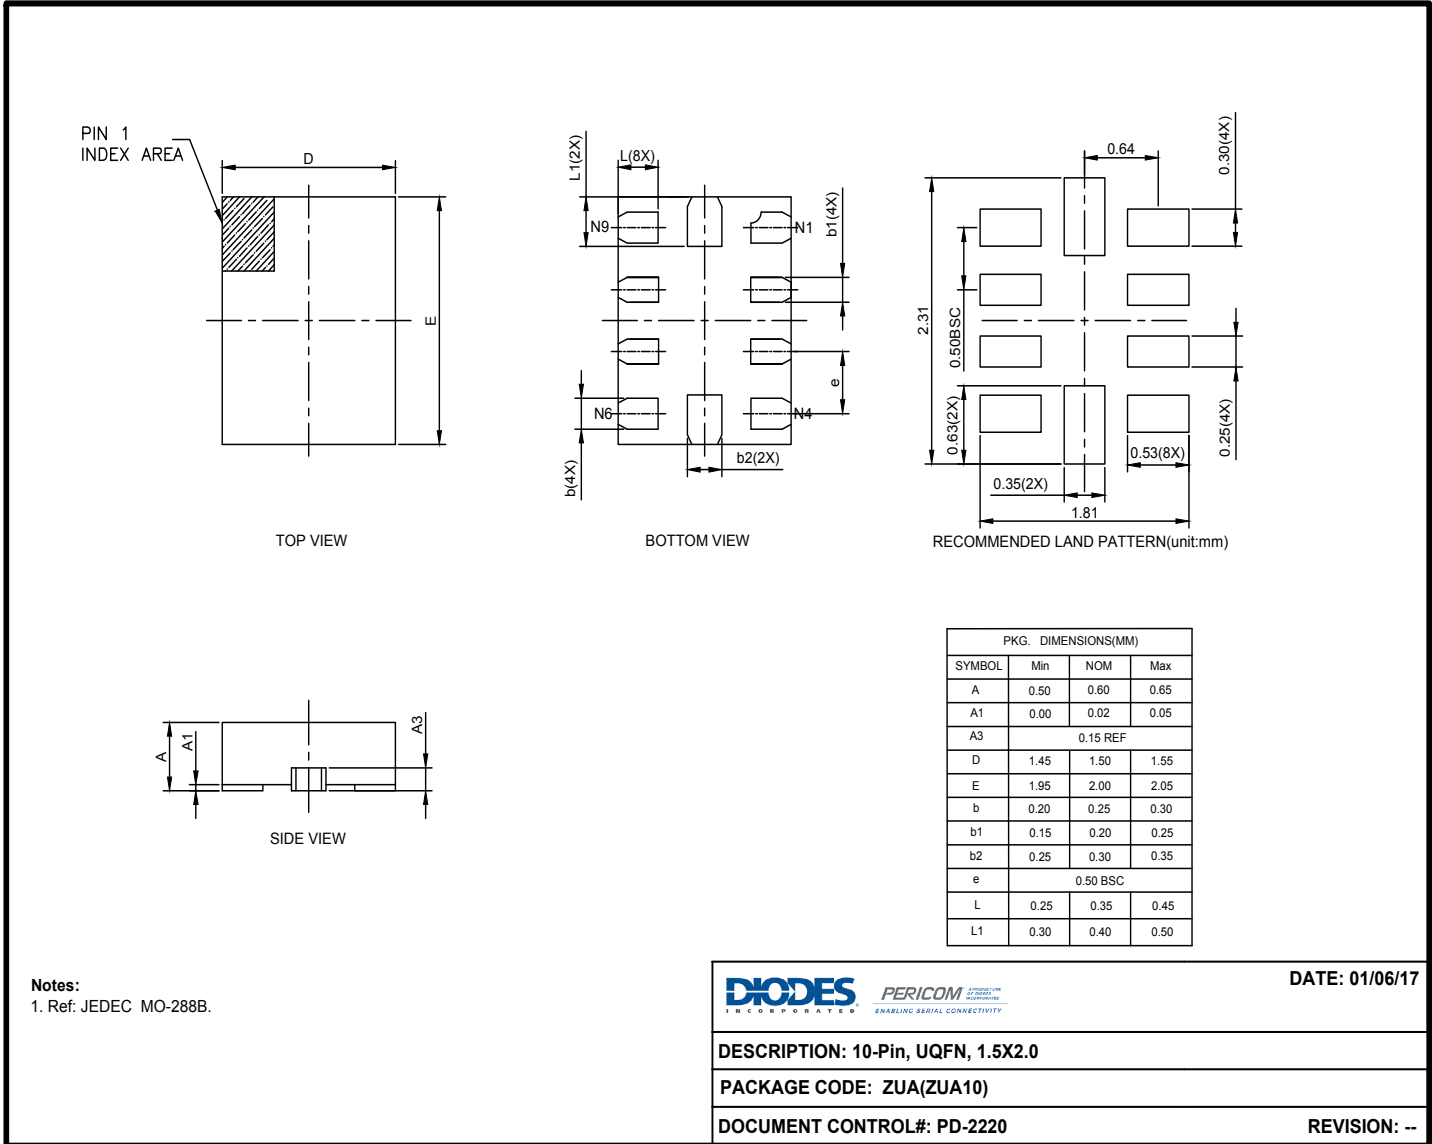 PIN 1
INDEX AREA
D
E
TOP VIEW
L1(2X)
L(8X)
b1(4X)
N9
N1
e
N6
N4
b(4X)
b2(2X)
BOTTOM VIEW
0.64
0.30(4X)
2.31
0.50BSC
0.63(2X)
0.25(4X)
0.53(8X)
0.35(2X)
1.81
RECOMMENDED LAND PATTERN(unit:mm)
A
A1
A3
SIDE VIEW
PKG. DIMENSIONS(MM)
SYMBOL Min NOM Max
A 0.50 0.60 0.65
A1 0.00 0.02 0.05
A3 0.15 REF
D 1.45 1.50 1.55
E 1.95 2.00 2.05
b 0.20 0.25 0.30
b1 0.15 0.20 0.25
b2 0.25 0.30 0.35
e 0.50 BSC
L 0.25 0.35 0.45
L1 0.30 0.40 0.50
Notes:
1. Ref: JEDEC MO-288B.
DIODES
INCORPORATED
PERICOM
A PRODUCT LINE
OF DIODES
INCORPORATED
ENABLING SERIAL CONNECTIVITY
DATE: 01/06/17
DESCRIPTION: 10-Pin, UQFN, 1.5X2.0
PACKAGE CODE: ZUA(ZUA10)
DOCUMENT CONTROL#: PD-2220
REVISION: --